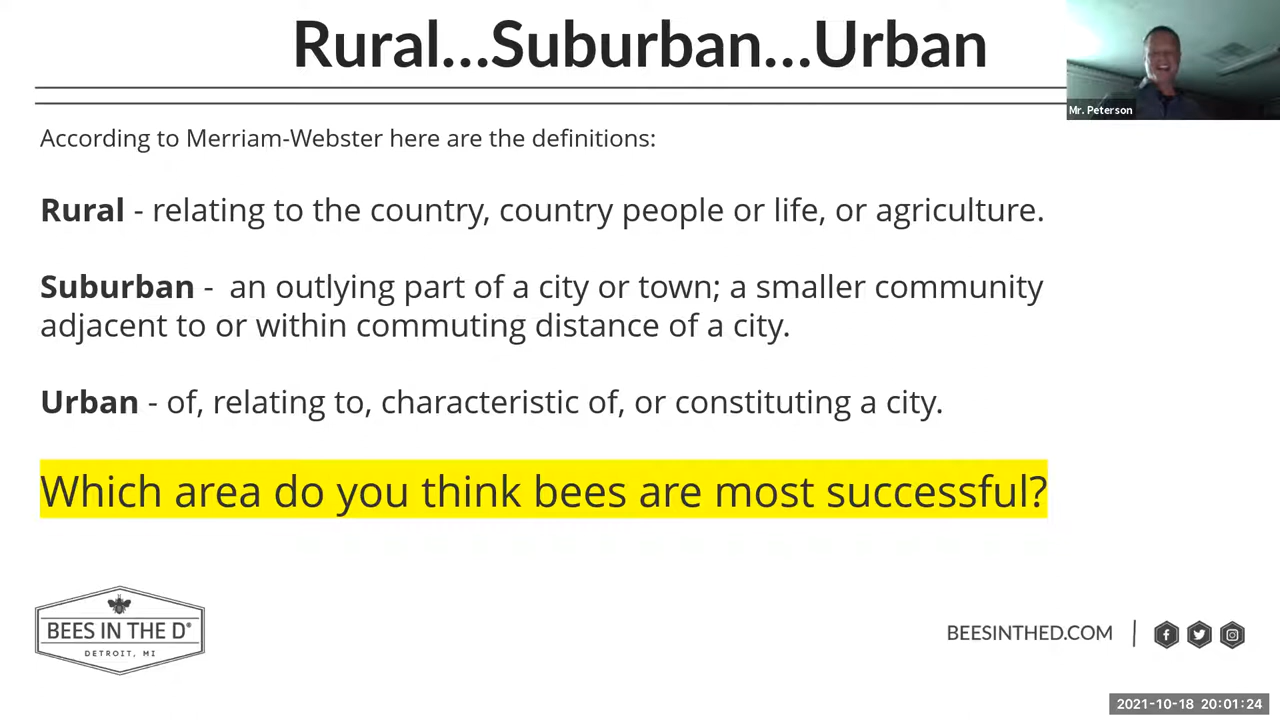 Rural...Suburban...Urban
Mr. Peterson
According to Merriam-Webster here are the definitions:
Rural - relating to the country, country people or life, or agriculture.
Suburban -  an outlying part of a city or town; a smaller community
adjacent to or within commuting distance of a city.
Urban - of, relating to, characteristic of, or constituting a city.
Which area do you think bees are most successful?
BEES IN THE D®
DETROIT, MI
BEESINTHED.COM
2021-10-18 20:01:24